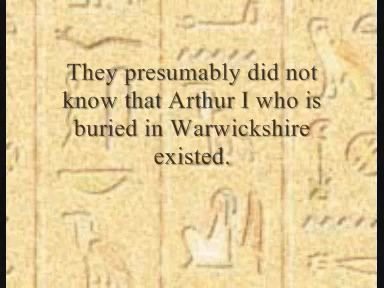 They presumably did not
know that Arthur I who is
buried in Warwickshire
existed.